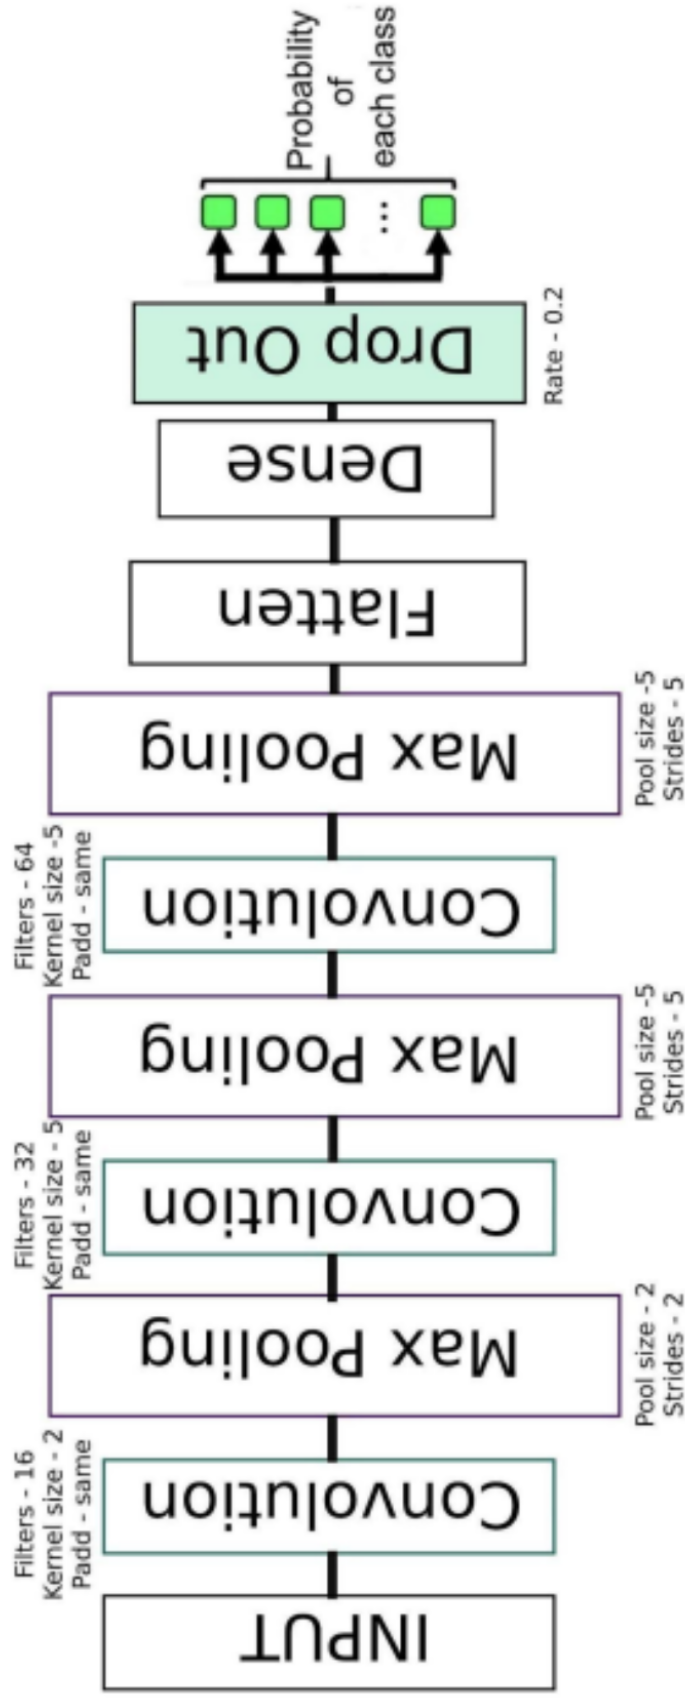 INPUT
Filters - 16
Kernel size - 2
Padd - same
Convolution
Max Pooling
Pool size - 2
Strides - 2
Filters - 32
Kernel size - 5
Padd - same
Convolution
Max Pooling
Pool size -5
Strides - 5
Filters - 64
Kernel size -5
Padd - same
Convolution
Max Pooling
Pool size -5
Strides - 5
Flatten
Dense
Drop Out
Rate - 0.2
...
Probability
of
each class